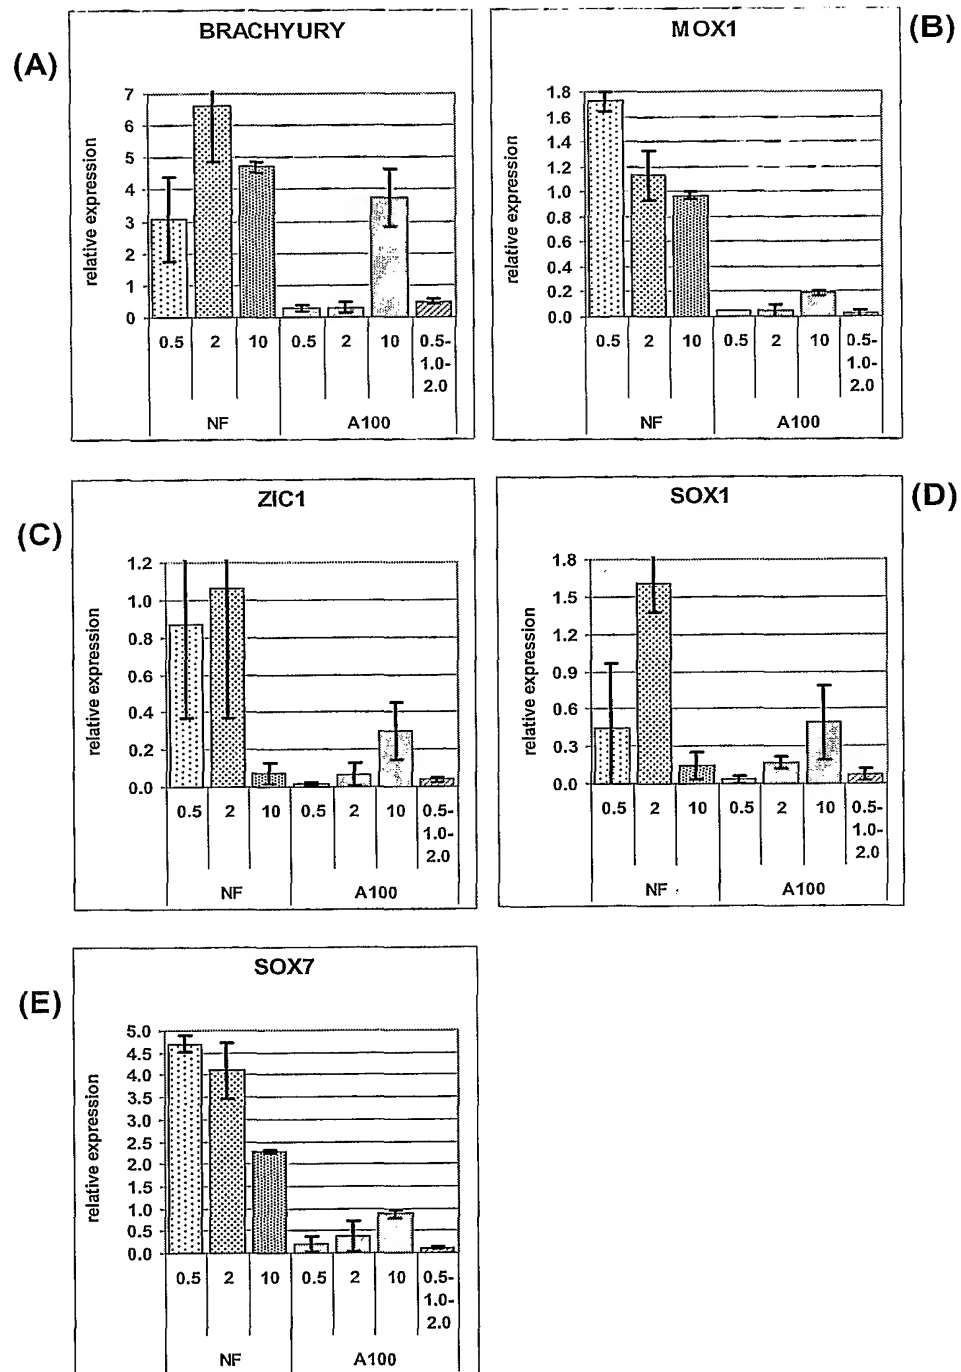 BRACHYURY
(A)
relative expression
7
6
5
4
3
2
1
0
0.5 2 10 0.5 2 10 0.5-
1.0-
2.0
NF A100
MOX1
(B)
relative expression
1.8
1.6
1.4
1.2
1.0
0.8
0.6
0.4
0.2
0.0
0.5 2 10 0.5 2 10 0.5-
1.0-
2.0
NF A100
ZIC1
(C)
relative expression
1.2
1.0
0.8
0.6
0.4
0.2
0.0
0.5 2 10 0.5 2 10 0.5-
1.0-
2.0
NF A100
SOX1
(D)
relative expression
1.8
1.5
1.2
0.9
0.6
0.3
0.0
0.5 2 10 0.5 2 10 0.5-
1.0-
2.0
NF A100
SOX7
(E)
relative expression
5.0
4.5
4.0
3.5
3.0
2.5
2.0
1.5
1.0
0.5
0.0
0.5 2 10 0.5 2 10 0.5-
1.0-
2.0
NF A100